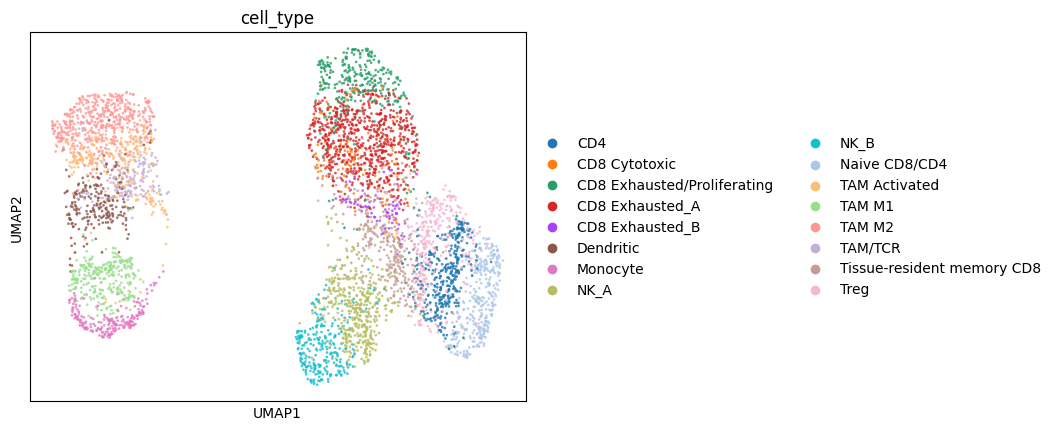 cell_type
UMAP2
UMAP1
CD4
CD8 Cytotoxic
CD8 Exhausted/Proliferating
CD8 Exhausted_A
CD8 Exhausted_B
Dendritic
Monocyte
NK_A
NK_B
Naive CD8/CD4
TAM Activated
TAM M1
TAM M2
TAM/TCR
Tissue-resident memory CD8
Treg